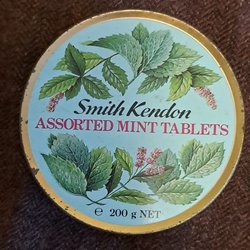 Smith Kendon
ASSORTED MINT TABLETS
℮ 200 g NET